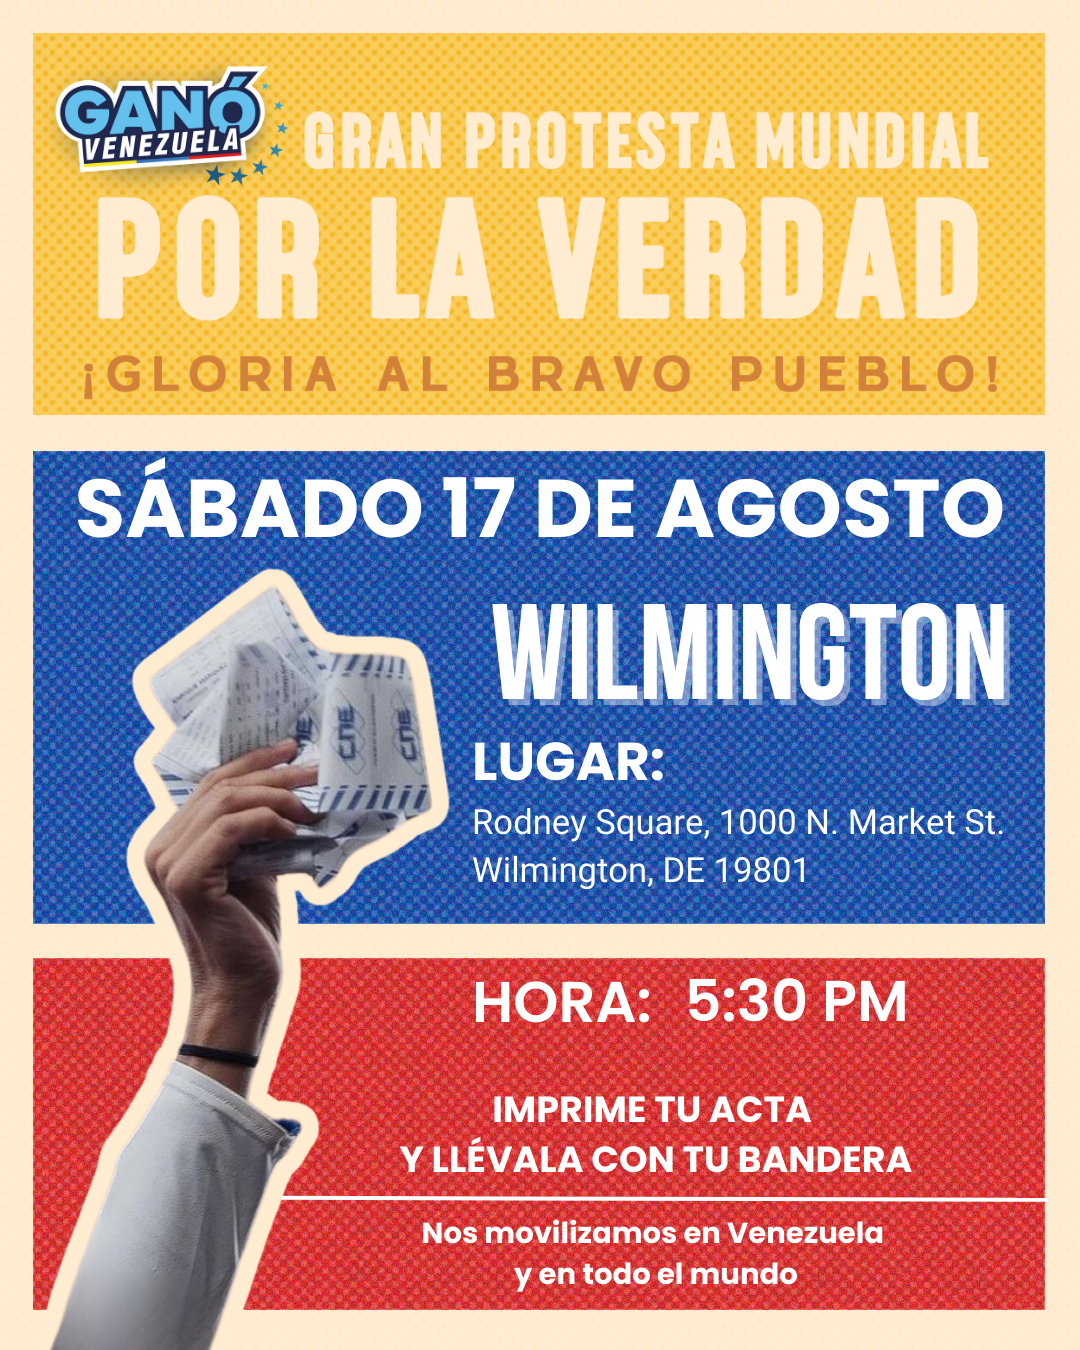 GANÓ
VENEZUELA
GRAN PROTESTA MUNDIAL
POR LA VERDAD
¡GLORIA AL BRAVO PUEBLO!
SÁBADO 17 DE AGOSTO
WILMINGTON
CNE
CNE
LUGAR:
Rodney Square, 1000 N. Market St.
Wilmington, DE 19801
HORA: 5:30 PM
IMPRIME TU ACTA
Y LLÉVALA CON TU BANDERA
Nos movilizamos en Venezuela
y en todo el mundo